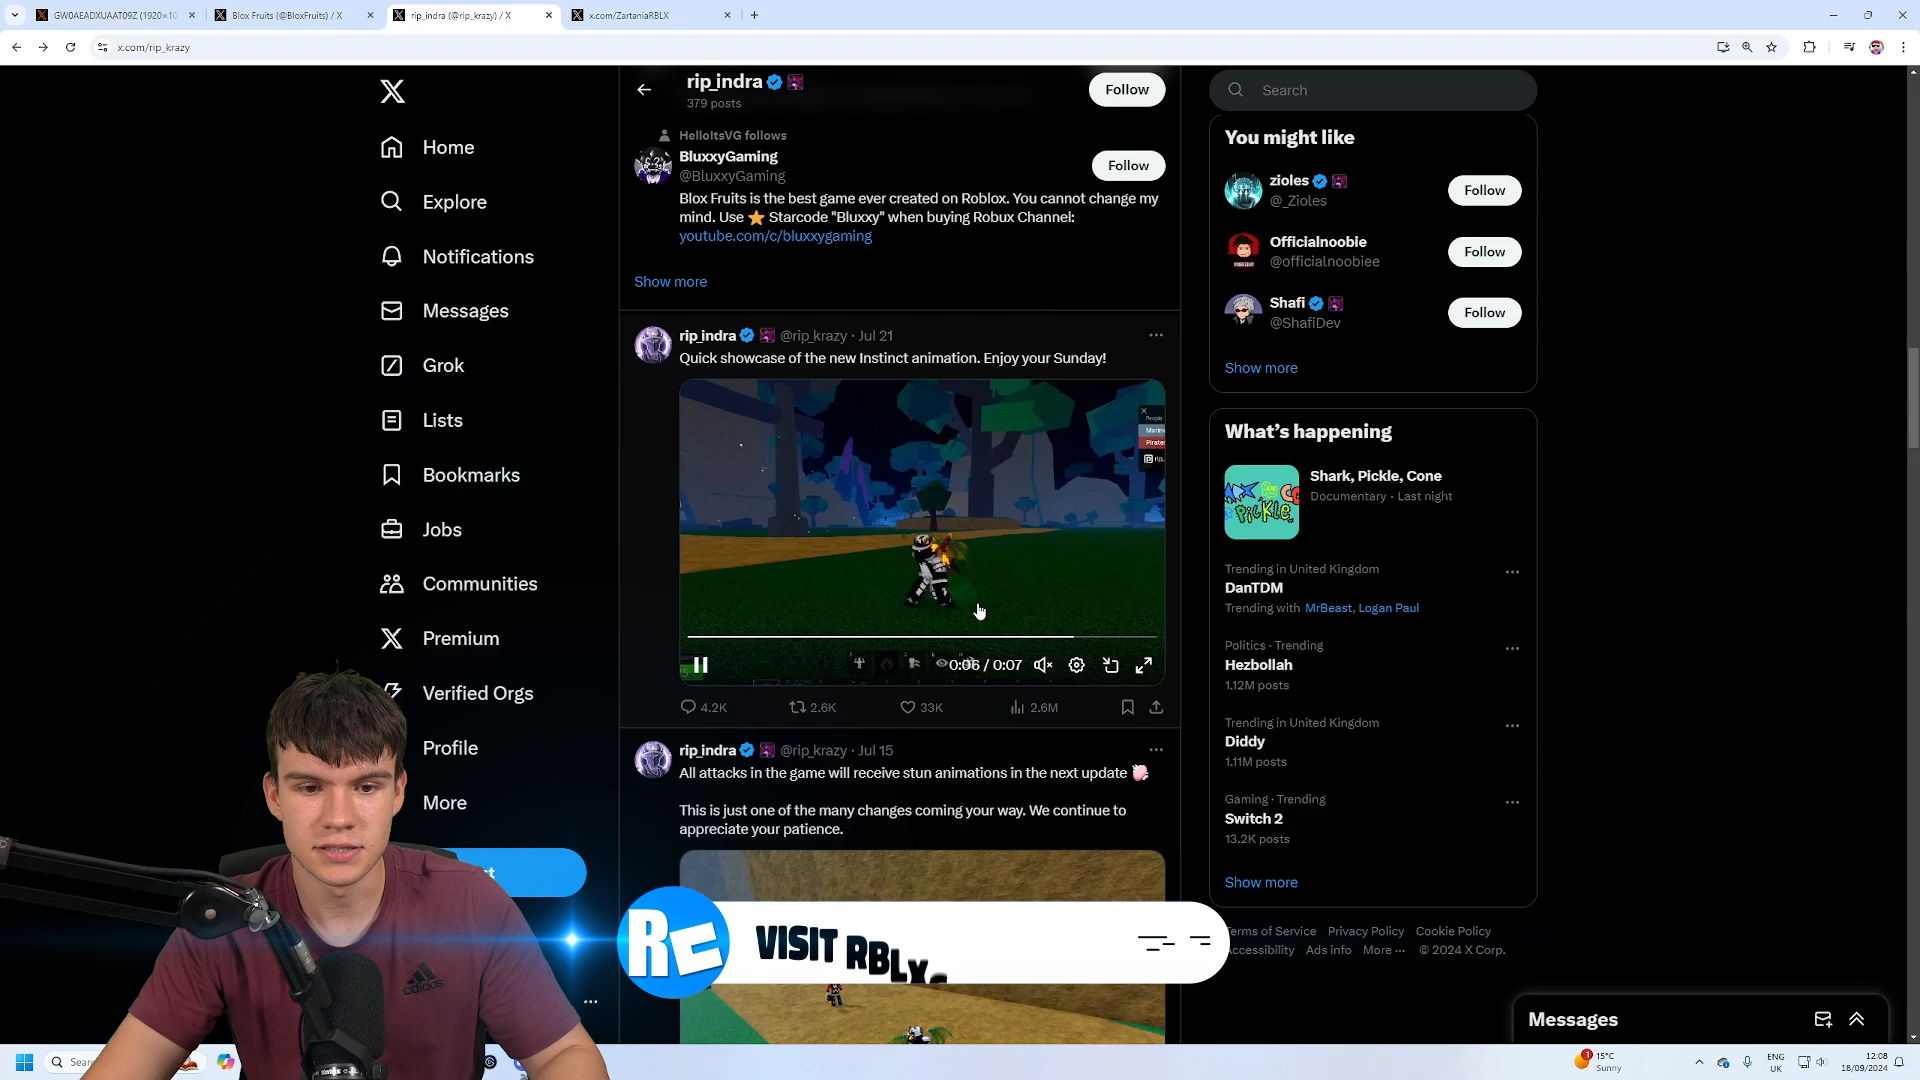 GW0AEADXUAAT09Z (1920×10
Blox Fruits (@BloxFruits) / X
rip_indra (@rip_krazy) / X
x.com/ZartaniaRBLX
x.com/rip_krazy
Home
Explore
Notifications
Messages
Grok
Lists
Bookmarks
Jobs
Communities
Premium
Verified Orgs
Profile
More
rip_indra
379 posts
Follow
HelloItsVG follows
BluxxyGaming
@BluxxyGaming
Follow
Blox Fruits is the best game ever created on Roblox. You cannot change my
mind. Use ⭐ Starcode "Bluxxy" when buying Robux Channel:
youtube.com/c/bluxxygaming
Show more
rip_indra @rip_krazy · Jul 21
Quick showcase of the new Instinct animation. Enjoy your Sunday!
People
Marine
Pirates
rip_
0:06 / 0:07
4.2K
2.6K
33K
2.6M
rip_indra @rip_krazy · Jul 15
All attacks in the game will receive stun animations in the next update
This is just one of the many changes coming your way. We continue to
appreciate your patience.
VISIT RBLX
RC
Search
You might like
zioles
@_Zioles
Follow
Officialnoobie
@officialnoobiee
Follow
Shafi
@ShafiDev
Follow
Show more
What's happening
Shark, Pickle, Cone
Documentary · Last night
Trending in United Kingdom
DanTDM
Trending with MrBeast, Logan Paul
Politics · Trending
Hezbollah
1.12M posts
Trending in United Kingdom
Diddy
1.11M posts
Gaming · Trending
Switch 2
13.2K posts
Show more
Terms of Service Privacy Policy Cookie Policy
Accessibility Ads info More ··· © 2024 X Corp.
Messages
adidas
Sear
1
15°C
Sunny
ENG
UK
12:08
18/09/2024